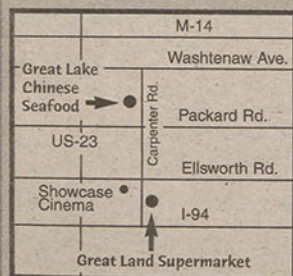 M-14
Washtenaw Ave.
Great Lake
Chinese
Seafood
Carpenter Rd.
Packard Rd.
US-23
Ellsworth Rd.
Showcase
Cinema
I-94
Great Land Supermarket